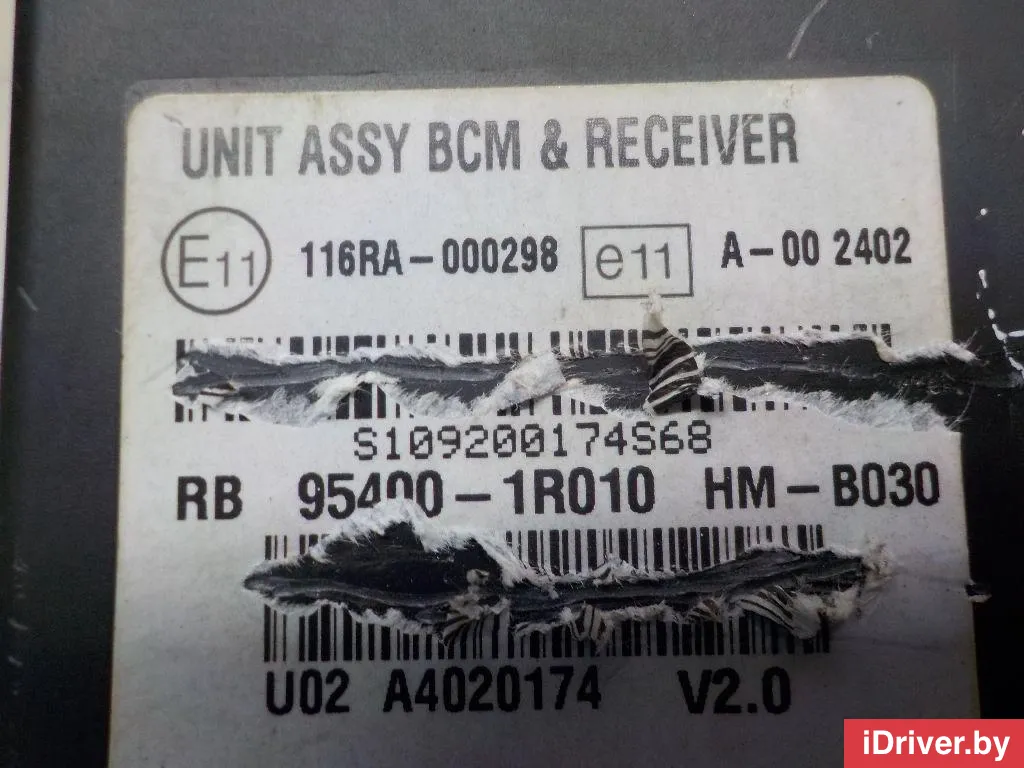 UNIT ASSY BCM & RECEIVER
E11 116RA-000298 e11 A-00 2402
S109200174S68
RB 95400-1R010 HM-B030
U02 A4020174 V2.0
iDriver.by